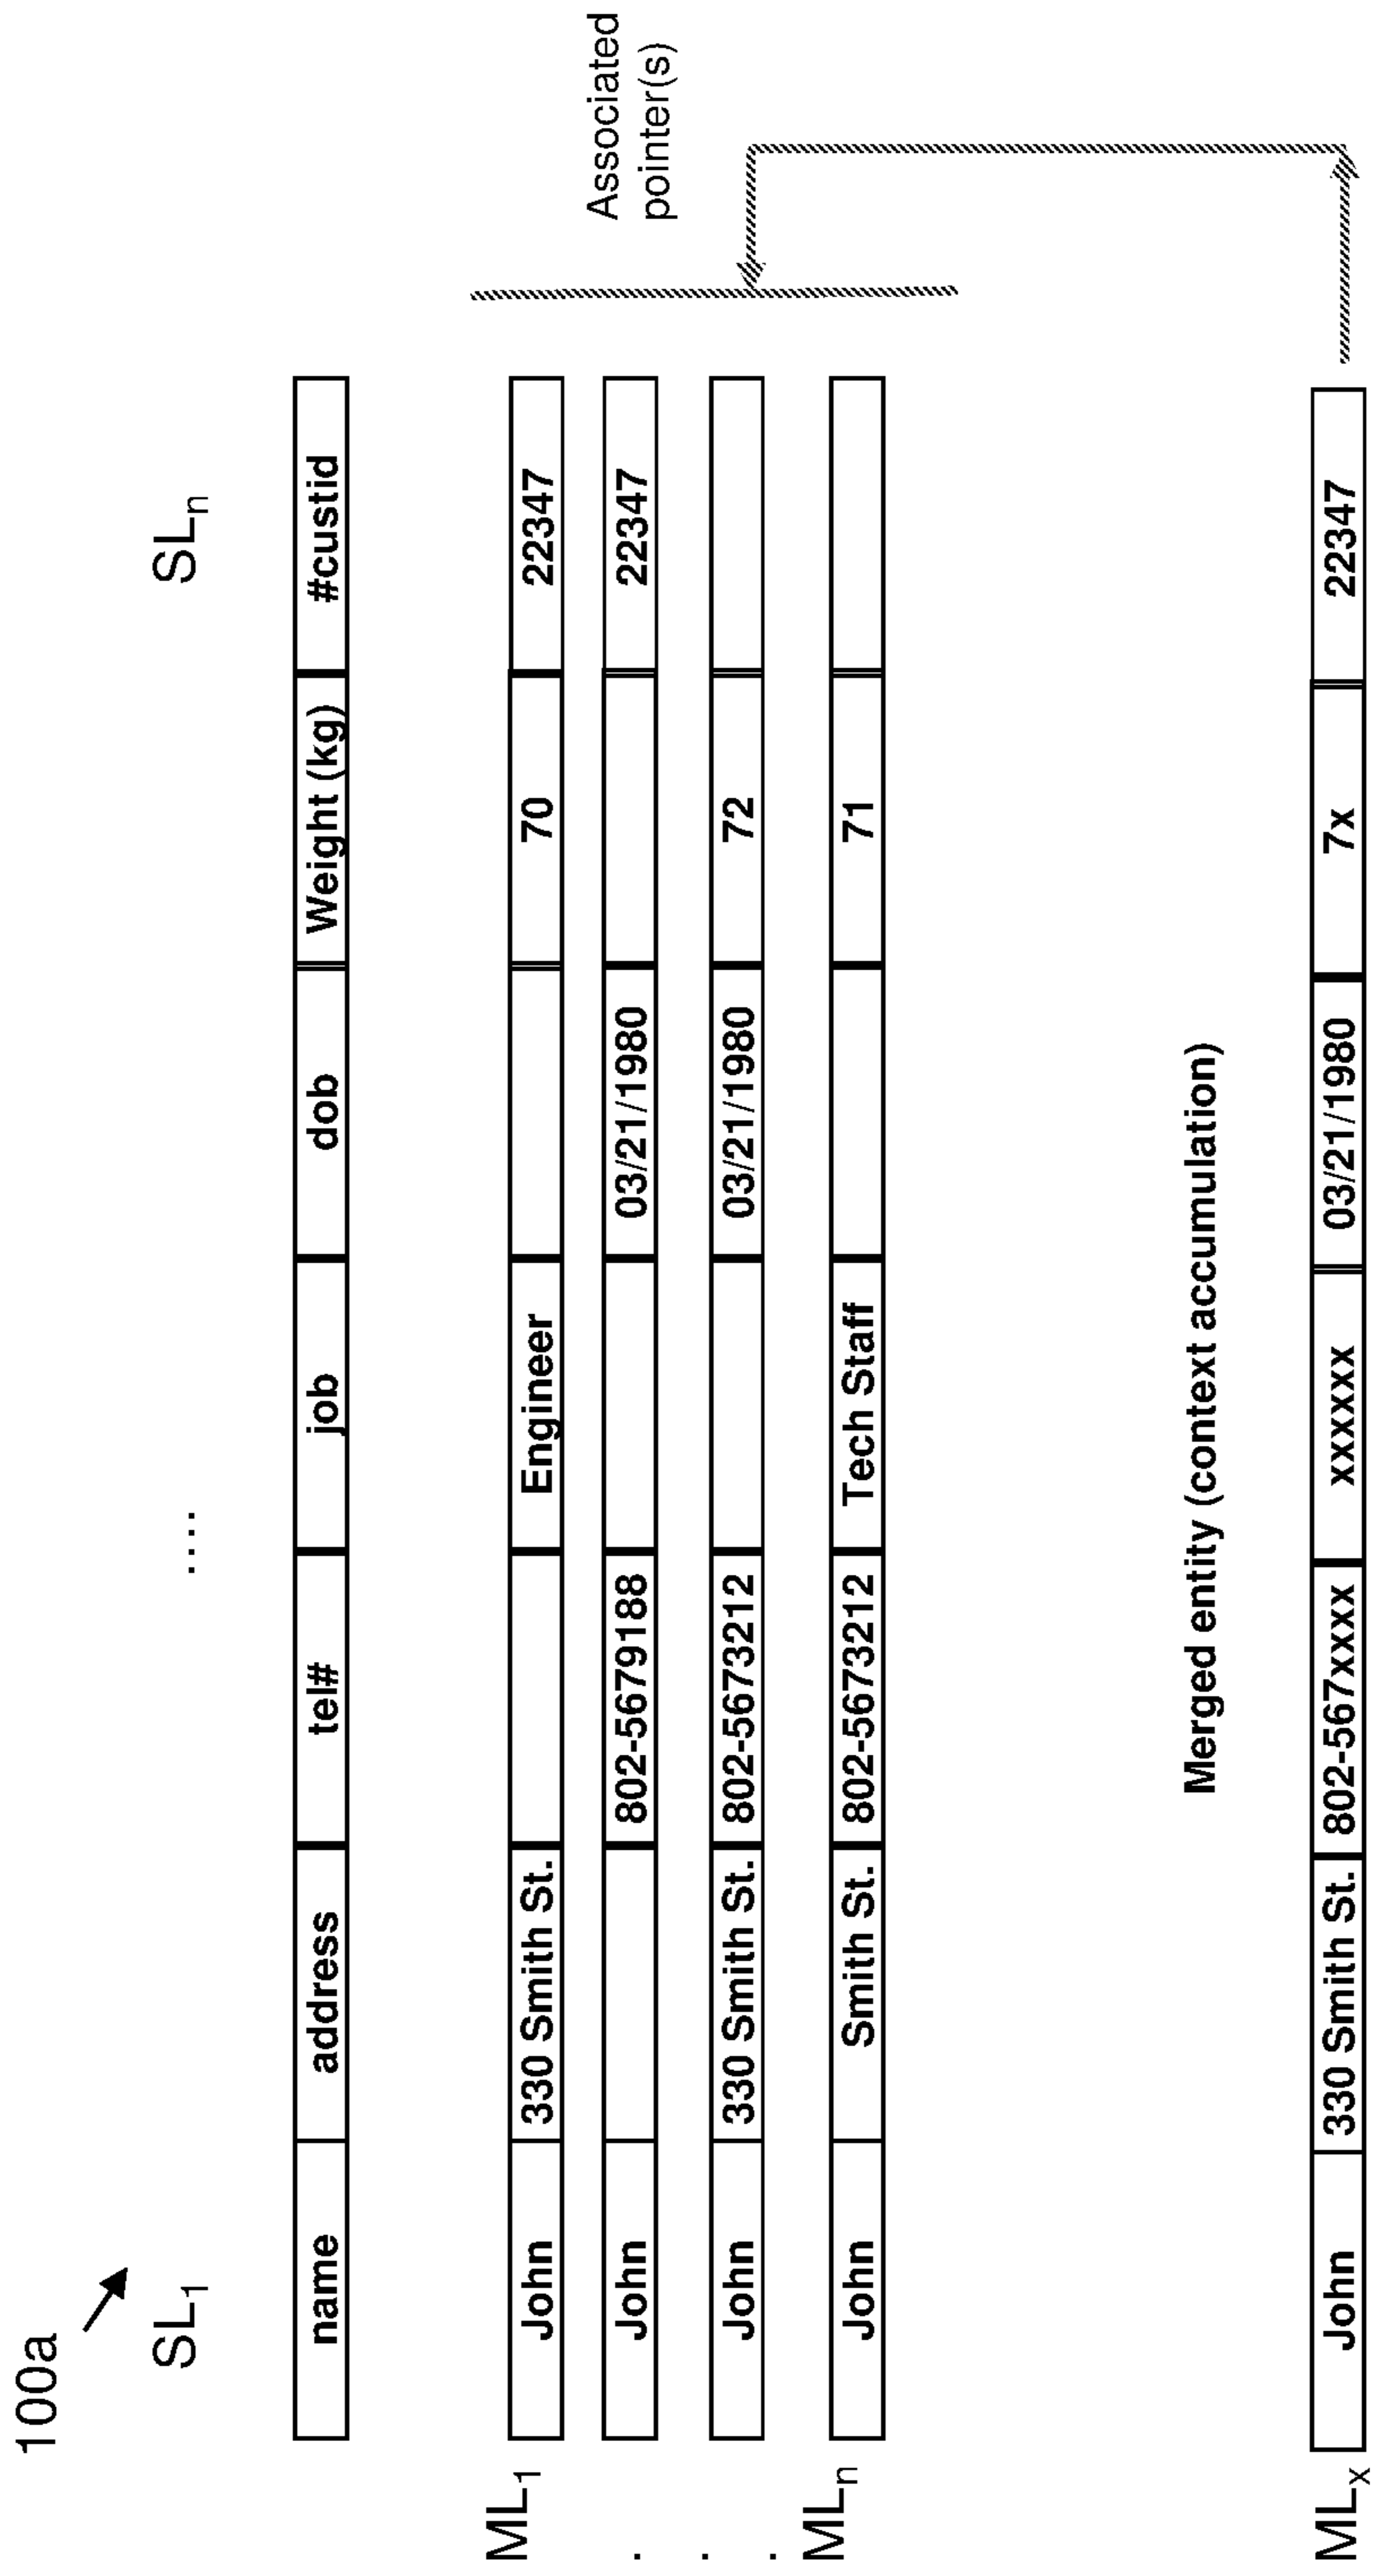 100a
SL1 .... SLn
name address tel# job dob Weight (kg) #custid
ML1 John 330 Smith St. Engineer 70 22347
. John 802-5679188 03/21/1980 22347
. John 330 Smith St. 802-5673212 03/21/1980 72
.
MLn John Smith St. 802-5673212 Tech Staff 71
Associated
pointer(s)
Merged entity (context accumulation)
MLx John 330 Smith St. 802-567xxxx xxxxxx 03/21/1980 7x 22347